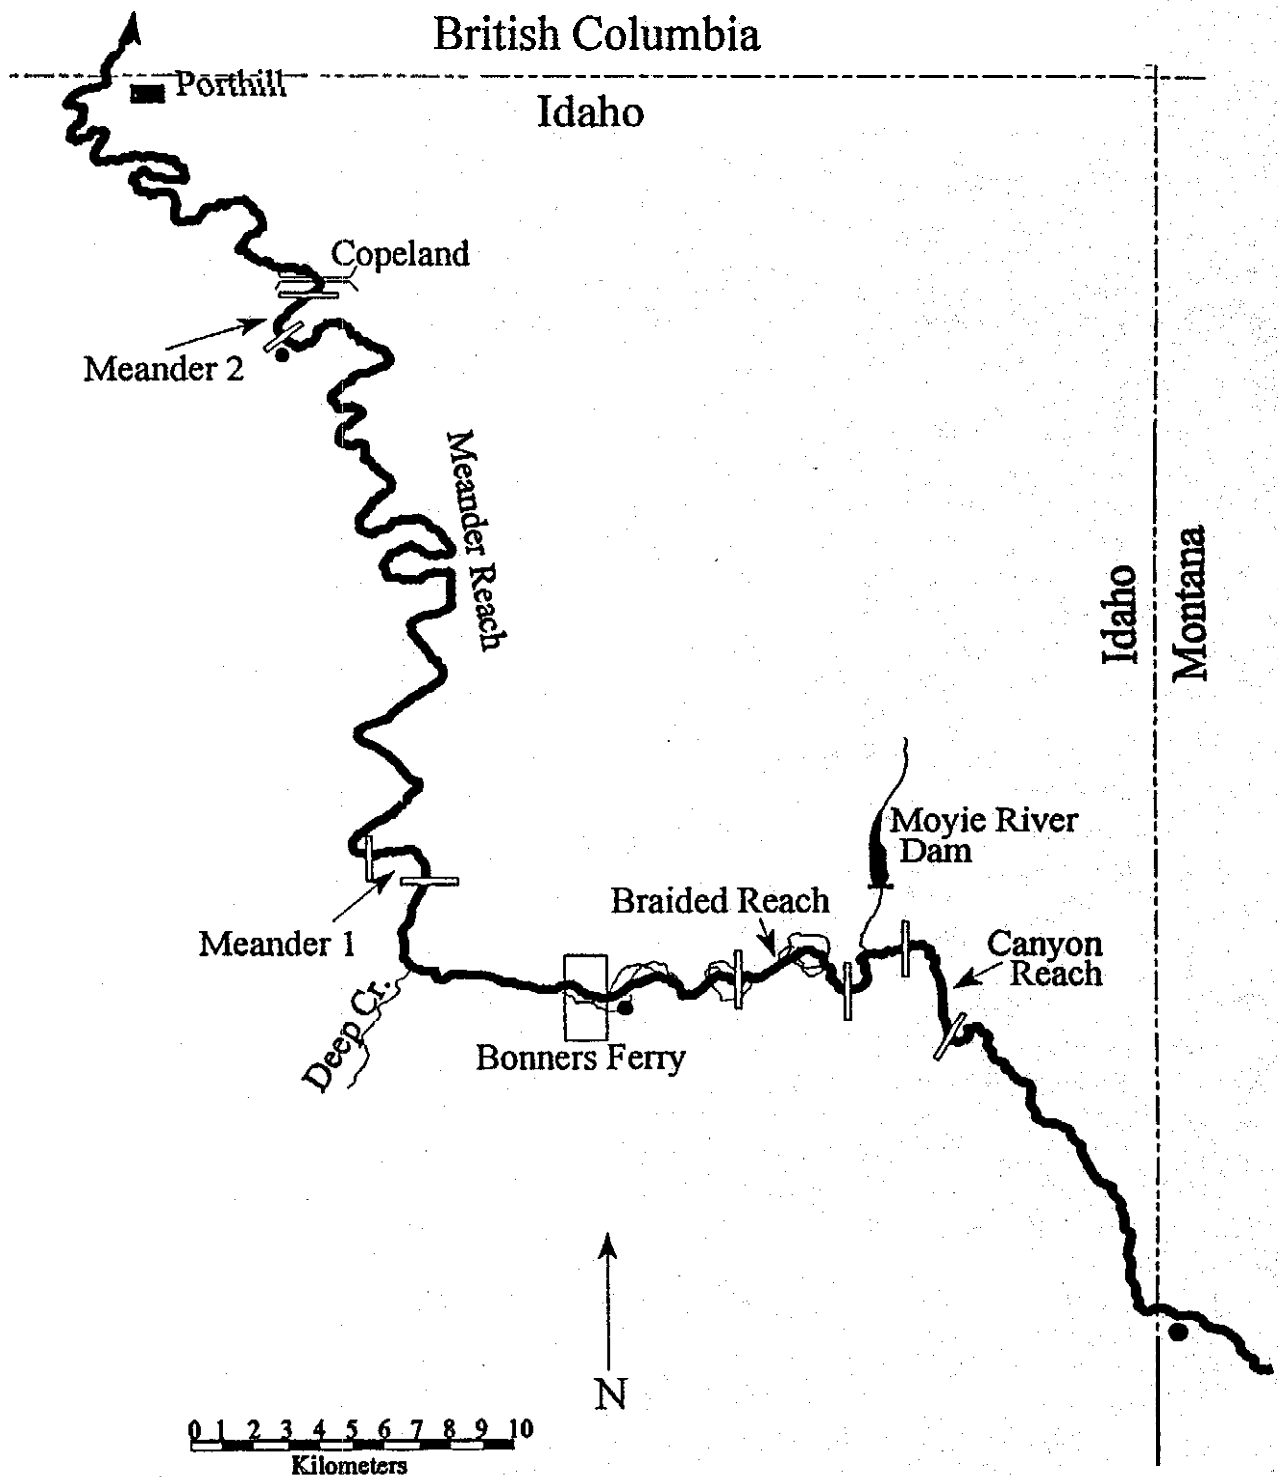 British Columbia
Porthill
Idaho
Copeland
Meander 2
Meander Reach
Idaho
Montana
Moyie River
Dam
Braided Reach
Meander 1
Canyon
Reach
Deep Cr.
Bonners Ferry
N
0 1 2 3 4 5 6 7 8 9 10
Kilometers